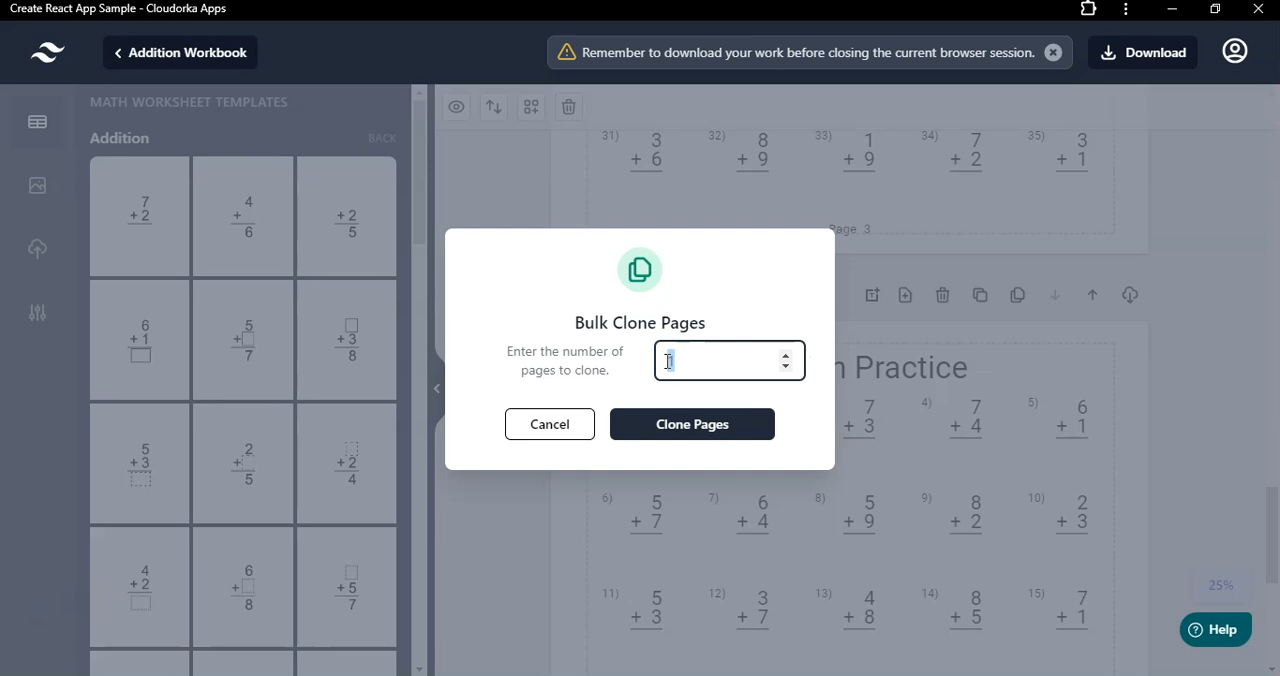 Create React App Sample - Cloudorka Apps
Addition Workbook
Remember to download your work before closing the current browser session.
Download
MATH WORKSHEET TEMPLATES
Addition
BACK
7
+ 2
4
+
6
+ 2
5
6
+ 1
5
+
7
+ 3
8
5
+ 3
2
+
5
+ 2
4
4
+ 2
6
+
8
+ 5
7
31) 3 32) 8 33) 1 34) 7 35) 3
+ 6 + 9 + 9 + 2 + 1
Page 3
Bulk Clone Pages
Enter the number of
pages to clone.
1
Cancel
Clone Pages
Practice
7 4) 7 5) 6
+ 3 + 4 + 1
6) 5 7) 6 8) 5 9) 8 10) 2
+ 7 + 4 + 9 + 2 + 3
11) 5 12) 3 13) 4 14) 8 15) 7
+ 3 + 7 + 8 + 5 + 1
25%
Help